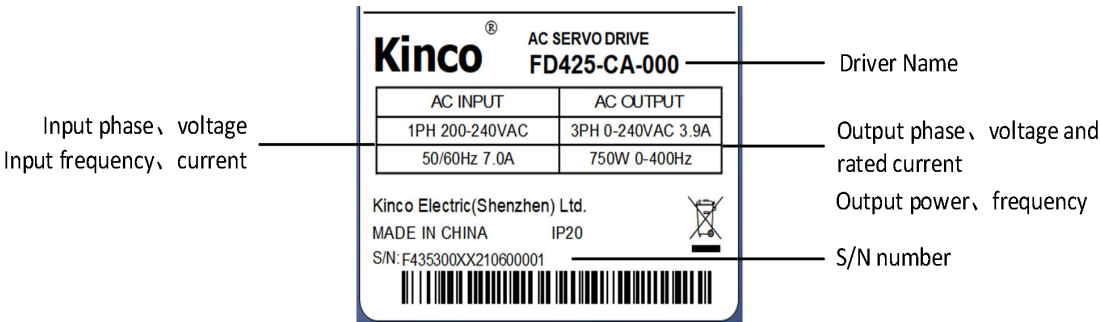 Kinco®
AC SERVO DRIVE
FD425-CA-000
Driver Name
AC INPUT
AC OUTPUT
1PH 200-240VAC
3PH 0-240VAC 3.9A
50/60Hz 7.0A
750W 0-400Hz
Input phase、voltage
Input frequency、current
Output phase、voltage and
rated current
Output power、frequency
Kinco Electric(Shenzhen) Ltd.
MADE IN CHINA IP20
S/N:F435300XX210600001
S/N number